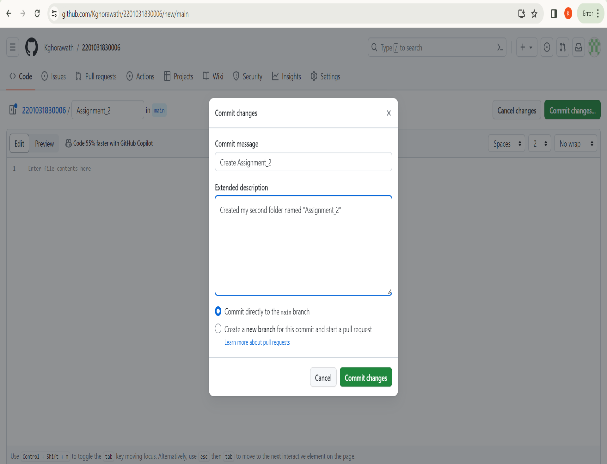 github.com/Kghorawath/2201031830006/new/main
Error
Kghorawath / 2201031830006
Type / to search
Code Issues Pull requests Actions Projects Wiki Security Insights Settings
2201031830006 / Assignment_2 in main
Cancel changes Commit changes...
Edit Preview Code 55% faster with GitHub Copilot
Spaces 2 No wrap
1 Enter file contents here
Commit changes
Commit message
Create Assignment_2
Extended description
Created my second folder named "Assignment_2"
Commit directly to the main branch
Create a new branch for this commit and start a pull request
Learn more about pull requests
Cancel Commit changes
Use Control + Shift + m to toggle the tab key moving focus. Alternatively, use esc then tab to move to the next interactive element on the page.